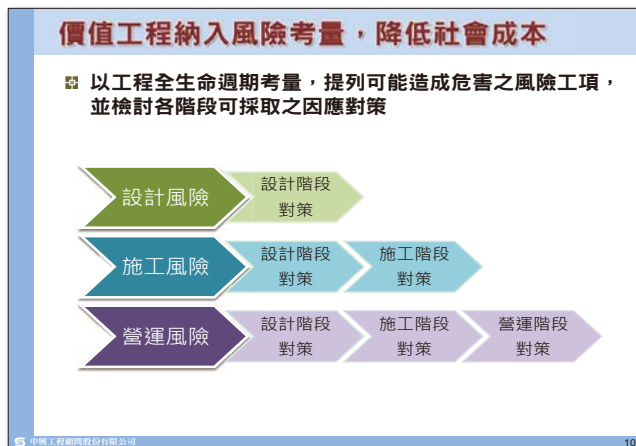 價值工程納入風險考量，降低社會成本
以工程全生命週期考量，提列可能造成危害之風險工項，
並檢討各階段可採取之因應對策
設計風險
設計階段
對策
施工風險
設計階段
對策
施工階段
對策
營運風險
設計階段
對策
施工階段
對策
營運階段
對策
中興工程顧問股份有限公司
10